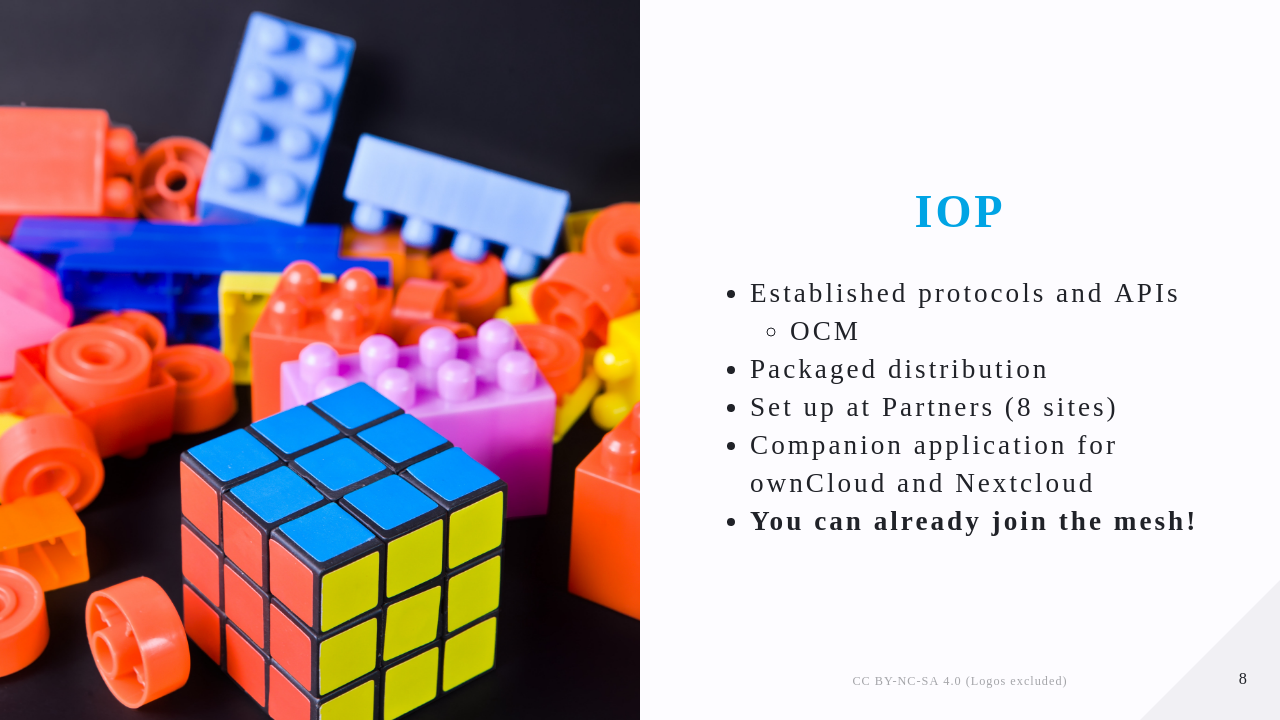 IOP
Established protocols and APIs
OCM
Packaged distribution
Set up at Partners (8 sites)
Companion application for
ownCloud and Nextcloud
You can already join the mesh!
CC BY-NC-SA 4.0 (Logos excluded)
8